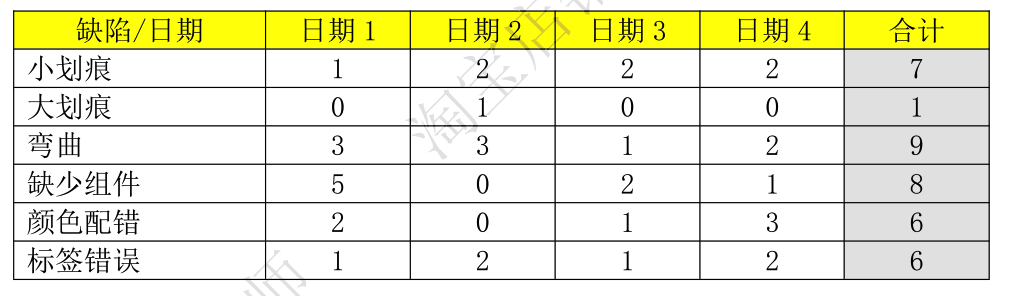 缺陷/日期 日期1 日期2 日期3 日期4 合计
小划痕 1 2 2 2 7
大划痕 0 1 0 0 1
弯曲 3 3 1 2 9
缺少组件 5 0 2 1 8
颜色配错 2 0 1 3 6
标签错误 1 2 1 2 6
淘宝店
师